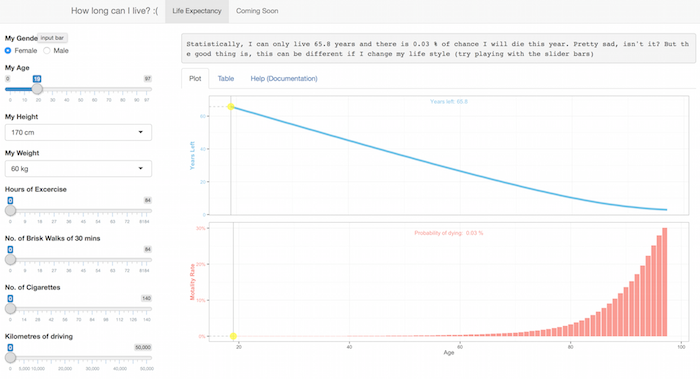 How long can I live? :( Life Expectancy Coming Soon
My Gende input bar
Female Male
My Age
0 19 97
0 10 20 30 40 50 60 70 80 87 97
My Height
170 cm
My Weight
60 kg
Hours of Excercise
0 84
No. of Brisk Walks of 30 mins
0 84
No. of Cigarettes
0 140
0 14 28 42 56 70 84 98 112 126 140
Kilometres of driving
0 50,000
0 5,000 10,000 20,000 30,000 40,000 50,000
Statistically, I can only live 65.8 years and there is 0.03 % of chance I will die this year. Pretty sad, isn't it? But th
e good thing is, this can be different if I change my life style (try playing with the slider bars)
Plot Table Help (Documentation)
Years left: 65.8
Years Left
60
40
20
0
Probability of dying: 0.03 %
Motality Rate
30%
20%
10%
0%
20 40 60 80 100
Age